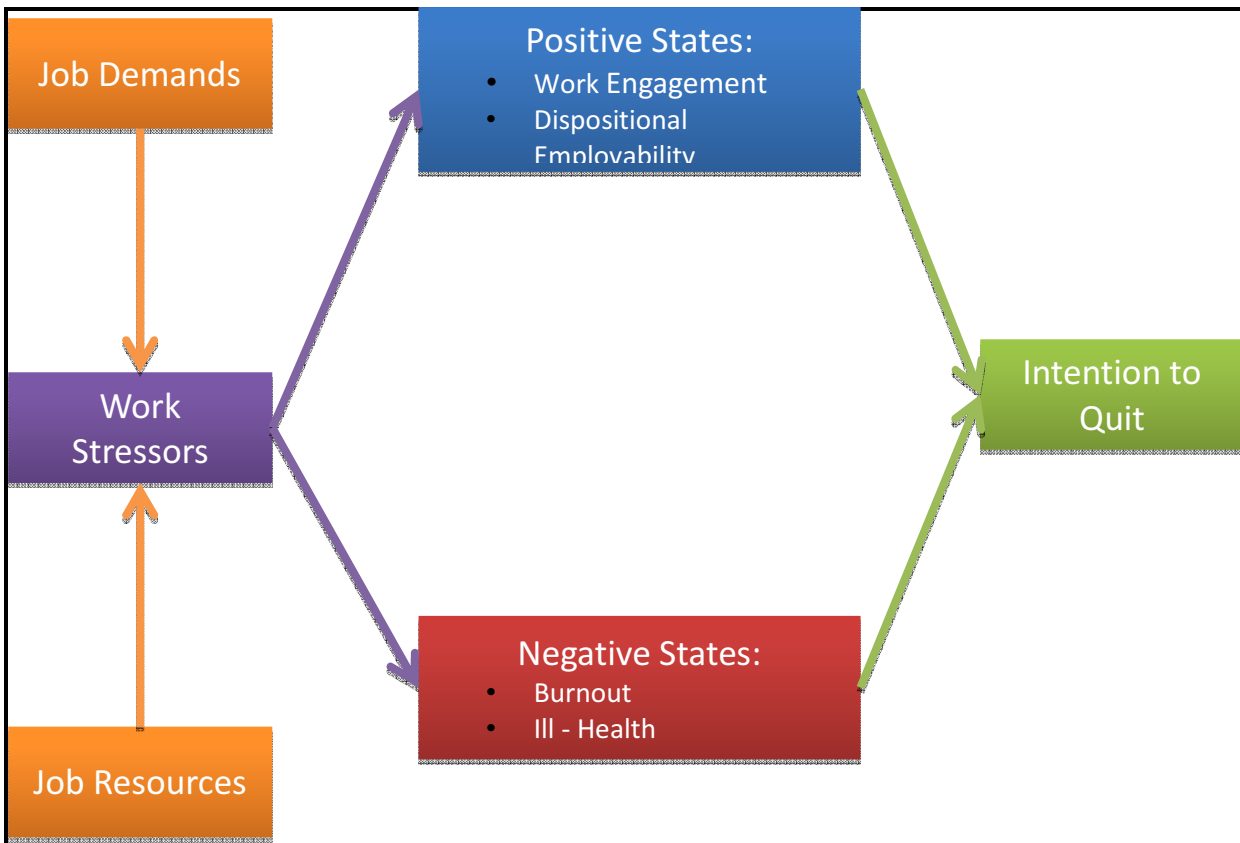 Job Demands
Positive States:
• Work Engagement
• Dispositional
Employability
Work
Stressors
Intention to
Quit
Negative States:
• Burnout
• Ill - Health
Job Resources